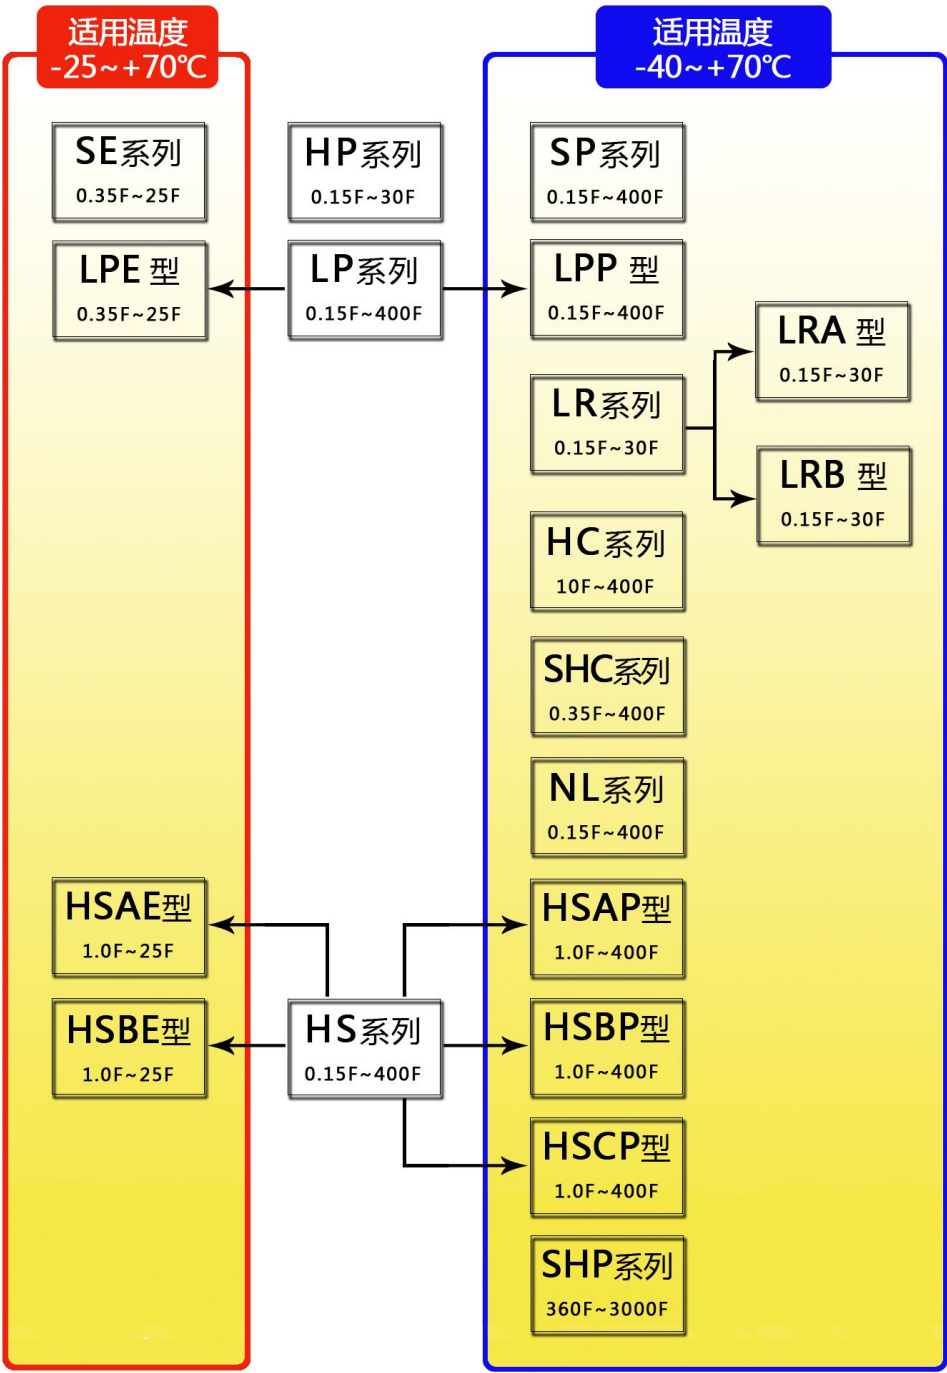 适用温度
-25~+70℃
适用温度
-40~+70℃
SE系列
0.35F~25F
HP系列
0.15F~30F
SP系列
0.15F~400F
LPE 型
0.35F~25F
LP系列
0.15F~400F
LPP 型
0.15F~400F
LRA 型
0.15F~30F
LR系列
0.15F~30F
LRB 型
0.15F~30F
HC系列
10F~400F
SHC系列
0.35F~400F
NL系列
0.15F~400F
HSAE型
1.0F~25F
HSAP型
1.0F~400F
HSBE型
1.0F~25F
HS系列
0.15F~400F
HSBP型
1.0F~400F
HSCP型
1.0F~400F
SHP系列
360F~3000F